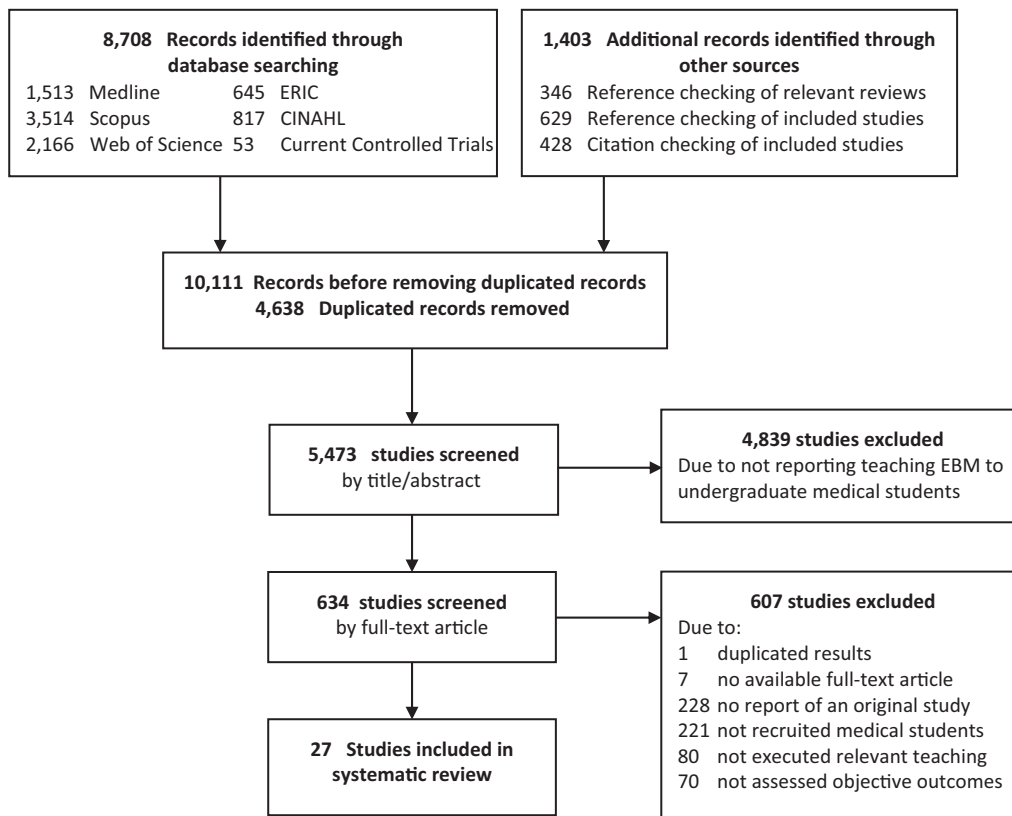 8,708 Records identified through
database searching
1,513 Medline 645 ERIC
3,514 Scopus 817 CINAHL
2,166 Web of Science 53 Current Controlled Trials
1,403 Additional records identified through
other sources
346 Reference checking of relevant reviews
629 Reference checking of included studies
428 Citation checking of included studies
10,111 Records before removing duplicated records
4,638 Duplicated records removed
5,473 studies screened
by title/abstract
4,839 studies excluded
Due to not reporting teaching EBM to
undergraduate medical students
634 studies screened
by full-text article
607 studies excluded
Due to:
1 duplicated results
7 no available full-text article
228 no report of an original study
221 not recruited medical students
80 not executed relevant teaching
70 not assessed objective outcomes
27 Studies included in
systematic review